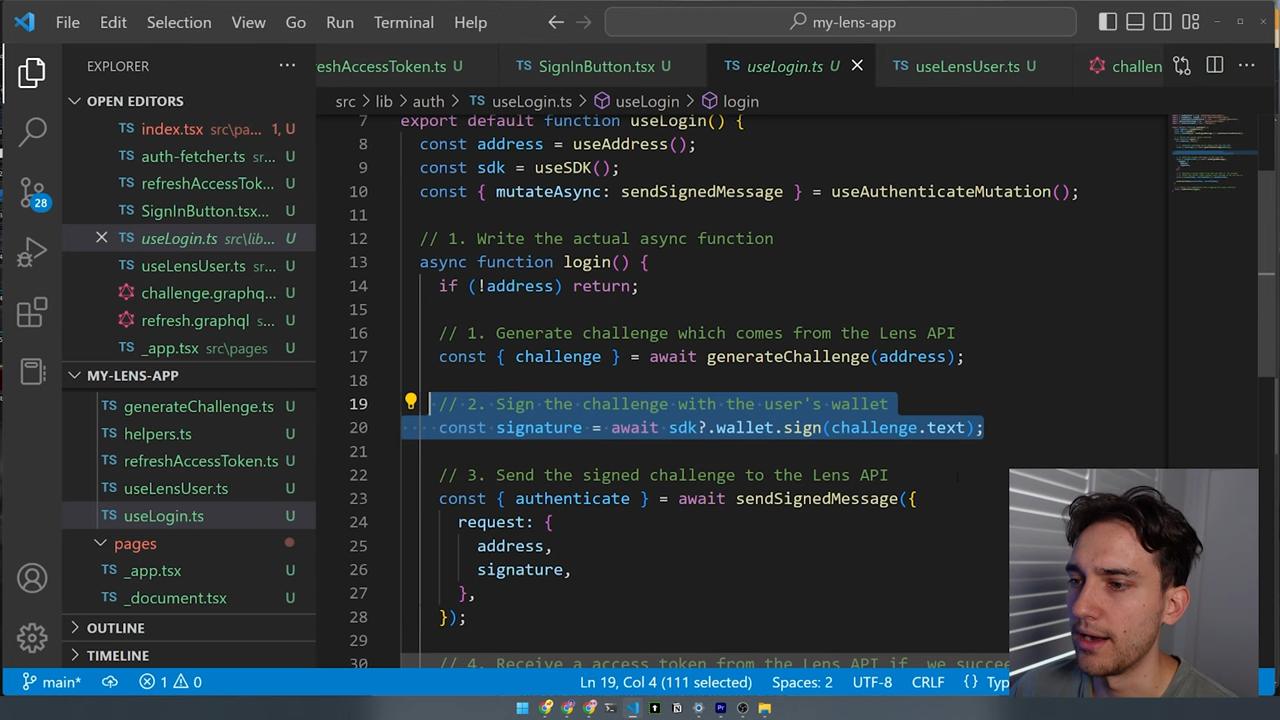 File Edit Selection View Go Run Terminal Help my-lens-app
EXPLORER
OPEN EDITORS
TS index.tsx src\pa... 1, U
TS auth-fetcher.ts sr... U
TS refreshAccessTok... U
TS SignInButton.tsx... U
TS useLogin.ts src\lib... U
TS useLensUser.ts sr... U
challenge.graphq... U
refresh.graphql s... U
TS _app.tsx src\pages U
MY-LENS-APP
TS generateChallenge.ts U
TS helpers.ts U
TS refreshAccessToken.ts U
TS useLensUser.ts U
TS useLogin.ts U
pages
TS _app.tsx U
TS _document.tsx U
OUTLINE
TIMELINE
28
freshAccessToken.ts U TS SignInButton.tsx U TS useLogin.ts U TS useLensUser.ts U challen
src > lib > auth > TS useLogin.ts > useLogin > login
7 export default function useLogin() {
8 const address = useAddress();
9 const sdk = useSDK();
10 const { mutateAsync: sendSignedMessage } = useAuthenticateMutation();
11
12 // 1. Write the actual async function
13 async function login() {
14 if (!address) return;
15
16 // 1. Generate challenge which comes from the Lens API
17 const { challenge } = await generateChallenge(address);
18
19 // 2. Sign the challenge with the user's wallet
20 const signature = await sdk?.wallet.sign(challenge.text);
21
22 // 3. Send the signed challenge to the Lens API
23 const { authenticate } = await sendSignedMessage({
24 request: {
25 address,
26 signature,
27 },
28 });
29
30 // 4. Receive a access token from the Lens API if we succe
main* 1 0 Ln 19, Col 4 (111 selected) Spaces: 2 UTF-8 CRLF {} Typ